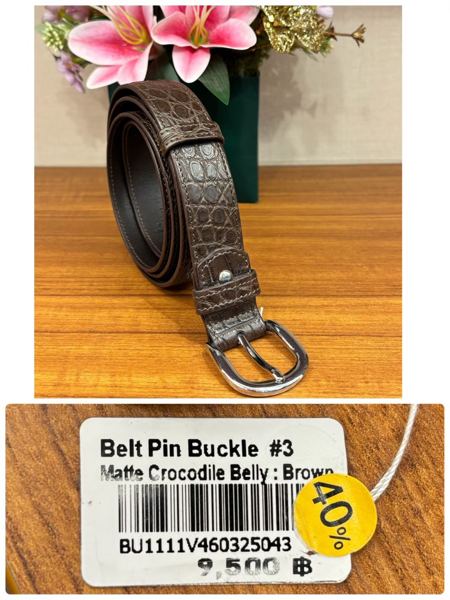 Belt Pin Buckle #3
Matte Crocodile Belly : Brown
BU1111V460325043
9,500 ฿
40%